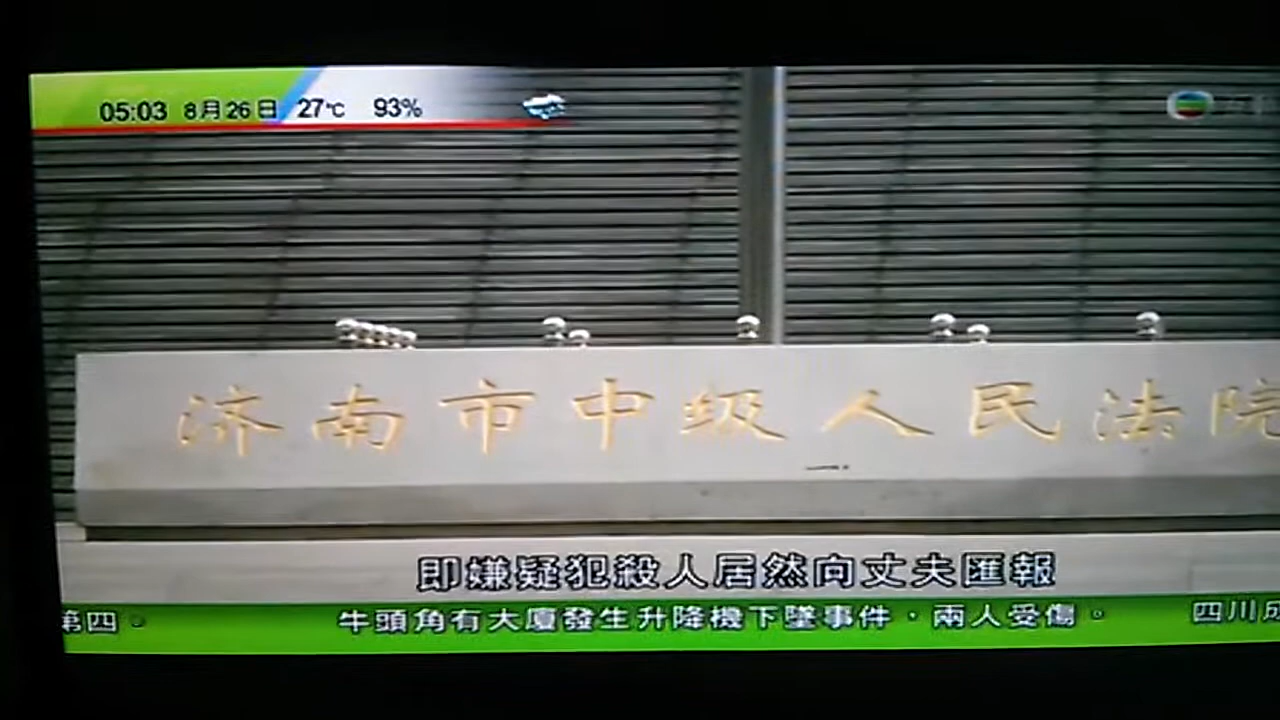 05:03 8月26日 27℃ 93%
济南市中级人民法院
即嫌疑犯殺人居然向丈夫匯報
第四。 牛頭角有大廈發生升降機下墜事件，兩人受傷。 四川成